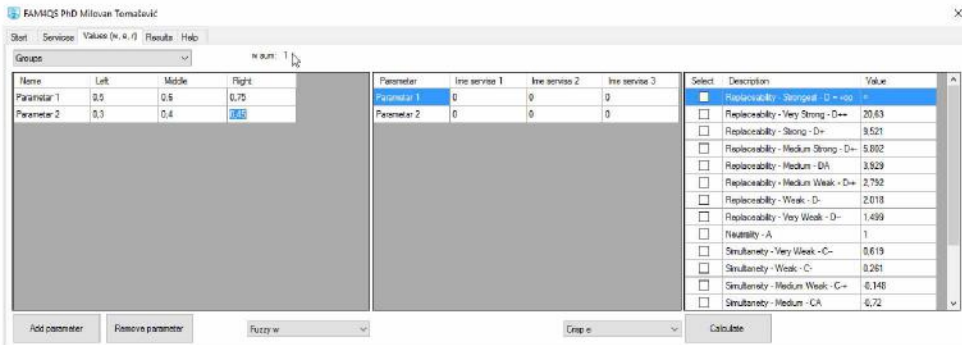 FAM4QS PhD Milovan Tomašević
Start Services Values (w, e, r) Results Help
Groups w sum: 1
Name Left Middle Right
Parametar 1 0,5 0,6 0,75
Parametar 2 0,3 0,4 0,45
Parametar Ime servisa 1 Ime servisa 2 Ime servisa 3
Parametar 1 0 0 0
Parametar 2 0 0 0
Select Description Value
Replaceability - Strongest - D = +oo
Replaceability - Very Strong - D++ 20,63
Replaceability - Strong - D+ 9,521
Replaceability - Medium Strong - D+- 5,802
Replaceability - Medium - DA 3,929
Replaceability - Medium Weak - D-+ 2,792
Replaceability - Weak - D- 2,018
Replaceability - Very Weak - D-- 1,499
Neutrality - A 1
Simultaneity - Very Weak - C-- 0,619
Simultaneity - Weak - C- 0,261
Simultaneity - Medium Weak - C-+ -0,148
Simultaneity - Medium - CA -0,72
Add parameter Remove parameter Fuzzy w Crisp e Calculate